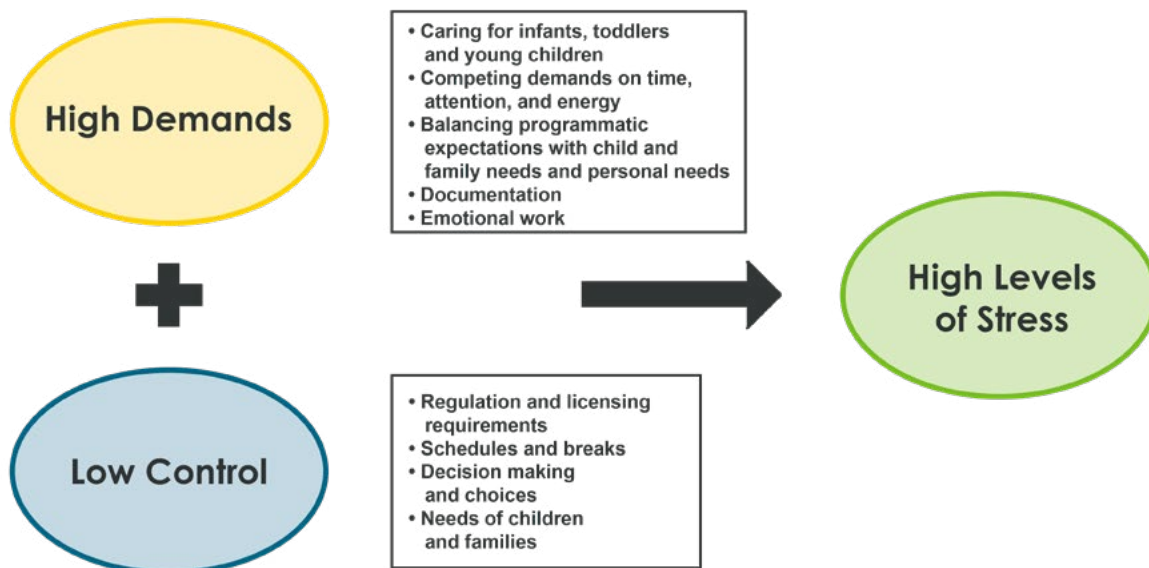 High Demands
• Caring for infants, toddlers
and young children
• Competing demands on time,
attention, and energy
• Balancing programmatic
expectations with child and
family needs and personal needs
• Documentation
• Emotional work
High Levels
of Stress
Low Control
• Regulation and licensing
requirements
• Schedules and breaks
• Decision making
and choices
• Needs of children
and families